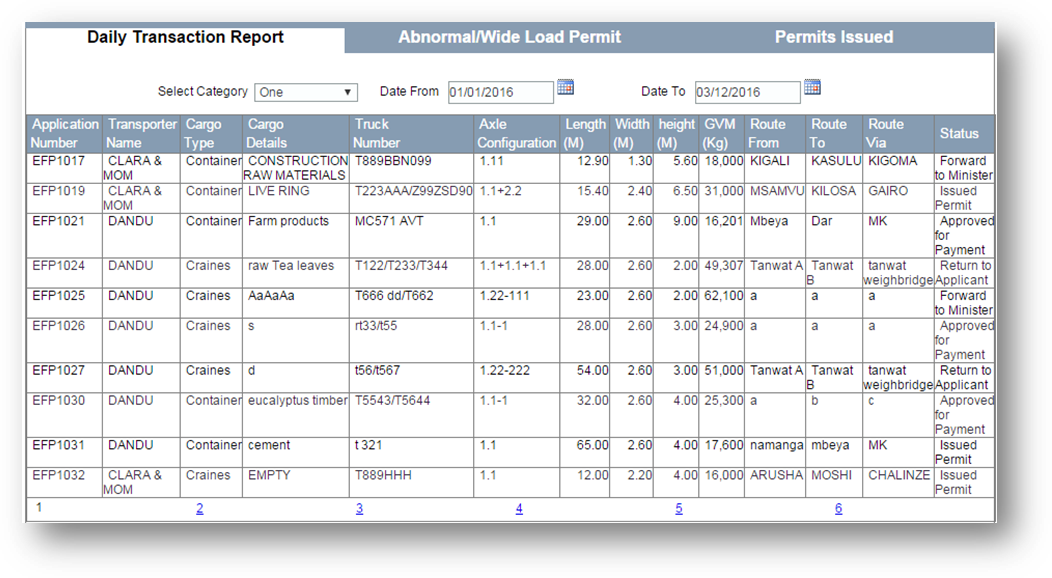 Daily Transaction Report Abnormal/Wide Load Permit Permits Issued
Select Category One Date From 01/01/2016 Date To 03/12/2016
Application Transporter Cargo Cargo Truck Axle Length Width height GVM Route Route Route Status
Number Name Type Details Number Configuration (M) (M) (M) (Kg) From To Via
EFP1017 CLARA & Container CONSTRUCTION T889BBN099 1.11 12.90 1.30 5.60 18,000 KIGALI KASULU KIGOMA Forward
MOM RAW MATERIALS to Minister
EFP1019 CLARA & Container LIVE RING T223AAA/Z99ZSD90 1.1+2.2 15.40 2.40 6.50 31,000 MSAMVU KILOSA GAIRO Issued
MOM Permit
EFP1021 DANDU Container Farm products MC571 AVT 1.1 29.00 2.60 9.00 16,201 Mbeya Dar MK Approved
for
Payment
EFP1024 DANDU Craines raw Tea leaves T122/T233/T344 1.1+1.1+1.1 28.00 2.60 2.00 49,307 Tanwat A Tanwat tanwat Return to
B weighbridge Applicant
EFP1025 DANDU Craines AaAaAa T666 dd/T662 1.22-111 23.00 2.60 2.00 62,100 a a a Forward
to Minister
EFP1026 DANDU Craines s rt33/t55 1.1-1 28.00 2.60 3.00 24,900 a a a Approved
for
Payment
EFP1027 DANDU Craines d t56/t567 1.22-222 54.00 2.60 3.00 51,000 Tanwat A Tanwat tanwat Return to
B weighbridge Applicant
EFP1030 DANDU Container eucalyptus timber T5543/T5644 1.1-1 32.00 2.60 4.00 25,300 a b c Approved
for
Payment
EFP1031 DANDU Container cement t 321 1.1 65.00 2.60 4.00 17,600 namanga mbeya MK Issued
Permit
EFP1032 CLARA & Craines EMPTY T889HHH 1.1 12.00 2.20 4.00 16,000 ARUSHA MOSHI CHALINZE Issued
MOM Permit
1 2 3 4 5 6